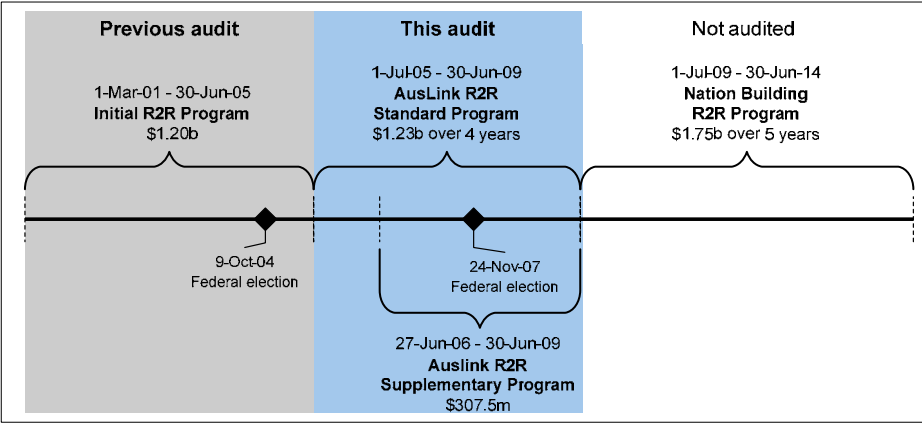 Previous audit
1-Mar-01 - 30-Jun-05
Initial R2R Program
$1.20b
This audit
1-Jul-05 - 30-Jun-09
AusLink R2R
Standard Program
$1.23b over 4 years
Not audited
1-Jul-09 - 30-Jun-14
Nation Building
R2R Program
$1.75b over 5 years
9-Oct-04
Federal election
24-Nov-07
Federal election
27-Jun-06 - 30-Jun-09
Auslink R2R
Supplementary Program
$307.5m